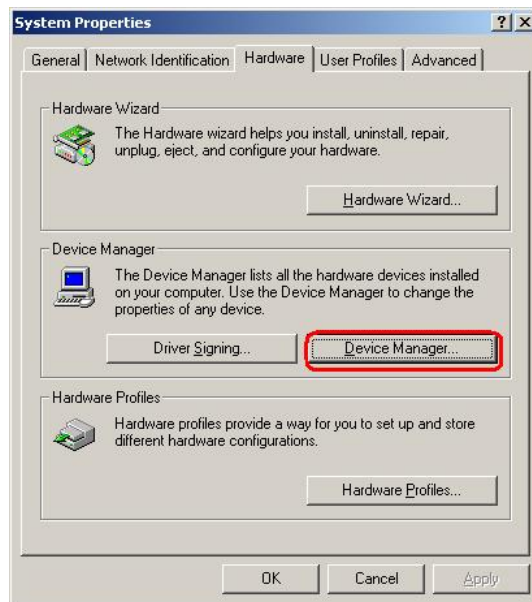 System Properties
General
Network Identification
Hardware
User Profiles
Advanced
Hardware Wizard
The Hardware wizard helps you install, uninstall, repair,
unplug, eject, and configure your hardware.
Hardware Wizard...
Device Manager
The Device Manager lists all the hardware devices installed
on your computer. Use the Device Manager to change the
properties of any device.
Driver Signing...
Device Manager...
Hardware Profiles
Hardware profiles provide a way for you to set up and store
different hardware configurations.
Hardware Profiles...
OK
Cancel
Apply